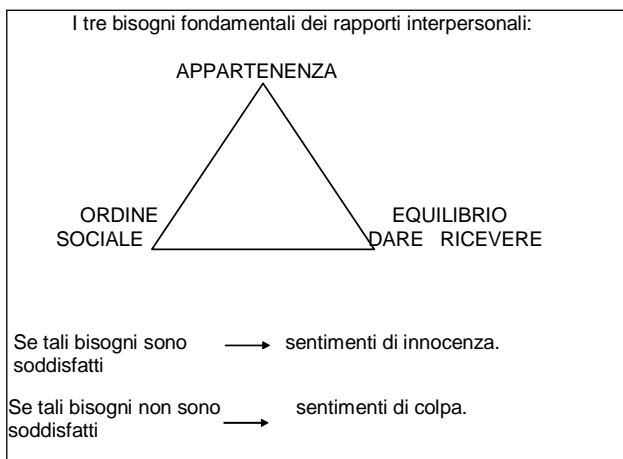 I tre bisogni fondamentali dei rapporti interpersonali:
APPARTENENZA
ORDINE
SOCIALE
EQUILIBRIO
DARE RICEVERE
Se tali bisogni sono
soddisfatti
sentimenti di innocenza.
Se tali bisogni non sono
soddisfatti
sentimenti di colpa.